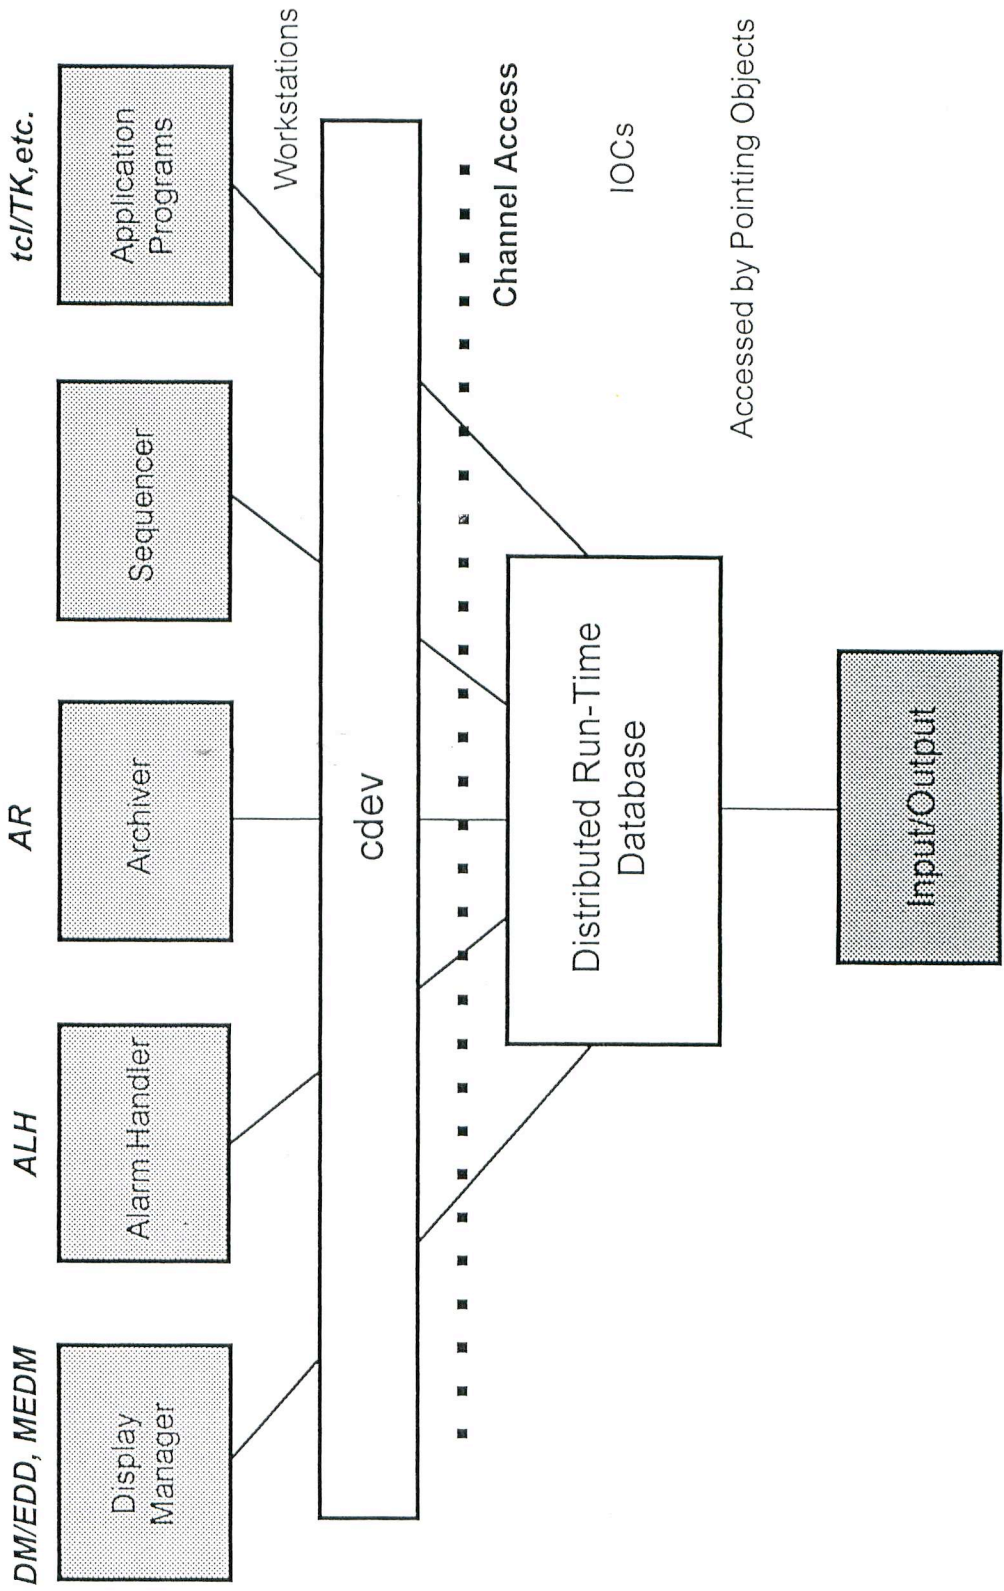 DM/EDD, MEDM
ALH
AR
tcl/TK,etc.
Display
Manager
Alarm Handler
Archiver
Sequencer
Application
Programs
Workstations
cdev
Channel Access
Distributed Run-Time
Database
IOCs
Accessed by Pointing Objects
Input/Output